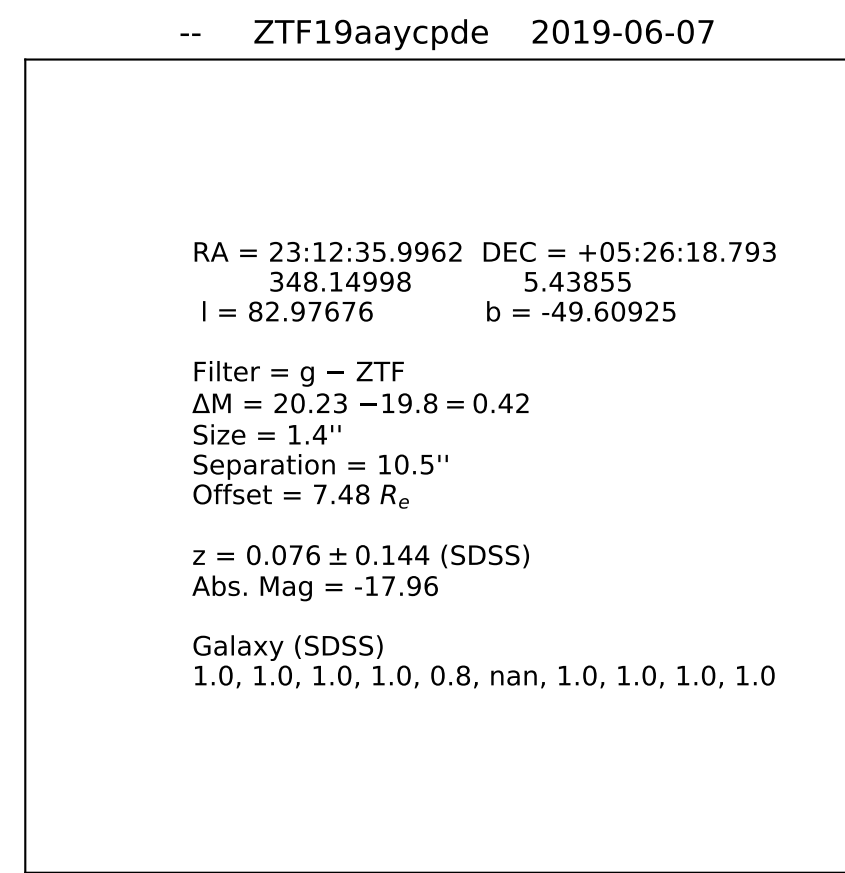 -- ZTF19aaycpde 2019-06-07
RA = 23:12:35.9962 DEC = +05:26:18.793
348.14998 5.43855
l = 82.97676 b = -49.60925
Filter = g − ZTF
ΔM = 20.23 −19.8 = 0.42
Size = 1.4''
Separation = 10.5''
Offset = 7.48 Rₑ
z = 0.076 ± 0.144 (SDSS)
Abs. Mag = -17.96
Galaxy (SDSS)
1.0, 1.0, 1.0, 1.0, 0.8, nan, 1.0, 1.0, 1.0, 1.0